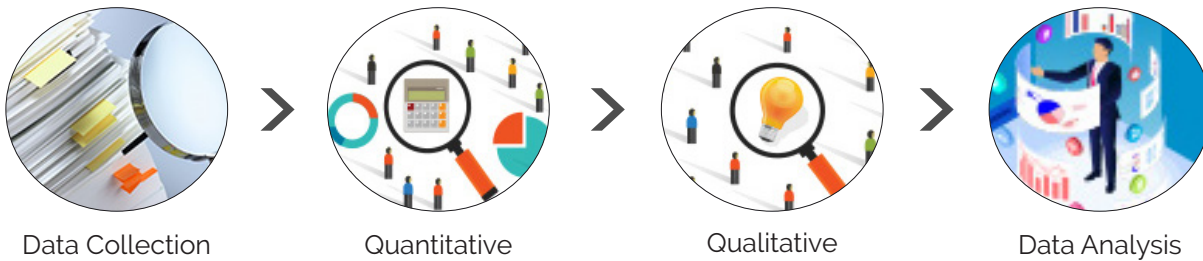 Data Collection
Quantitative
Qualitative
Data Analysis